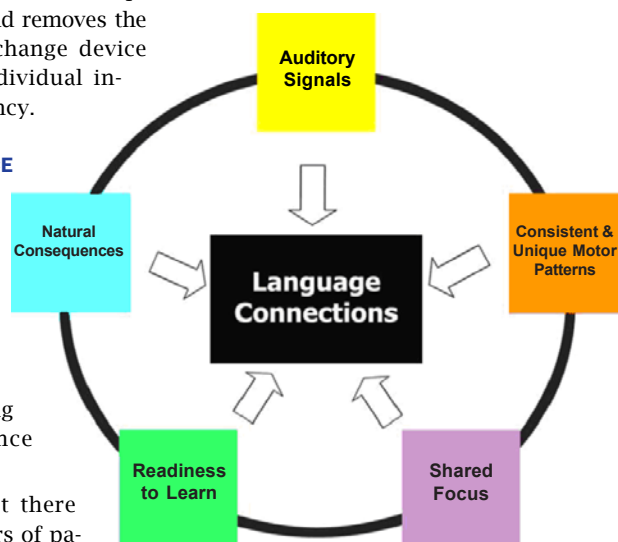 d removes the
change device
dividual in-
ncy.
E
Auditory
Signals
Natural
Consequences
Consistent &
Unique Motor
Patterns
Language
Connections
Readiness
to Learn
Shared
Focus
g
nce
t there
rs of pa-